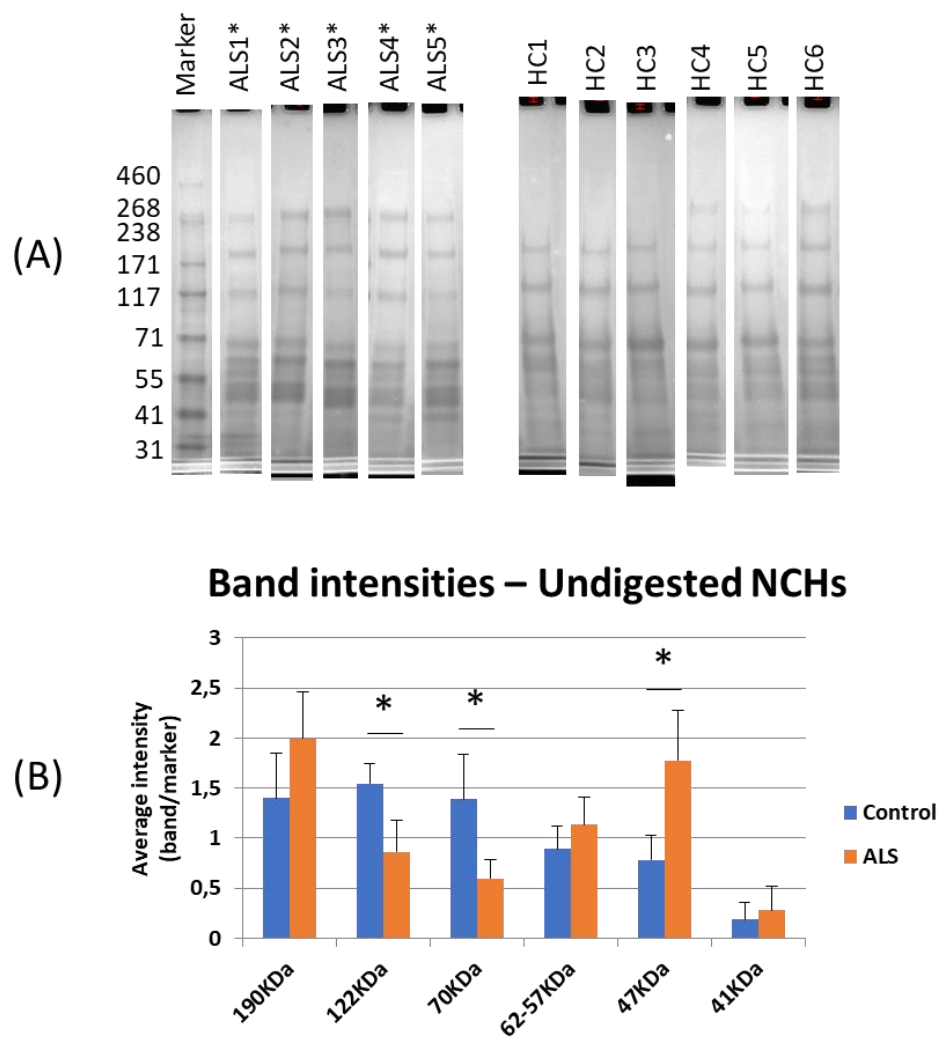 Marker ALS1* ALS2* ALS3* ALS4* ALS5* HC1 HC2 HC3 HC4 HC5 HC6
460
268
238
(A)
171
117
71
55
41
31
Band intensities – Undigested NCHs
3
2,5
2
1,5
1
0,5
0
Average intensity
(band/marker)
(B)
* * *
Control
ALS
190KDa 122KDa 70KDa 62-57KDa 47KDa 41KDa